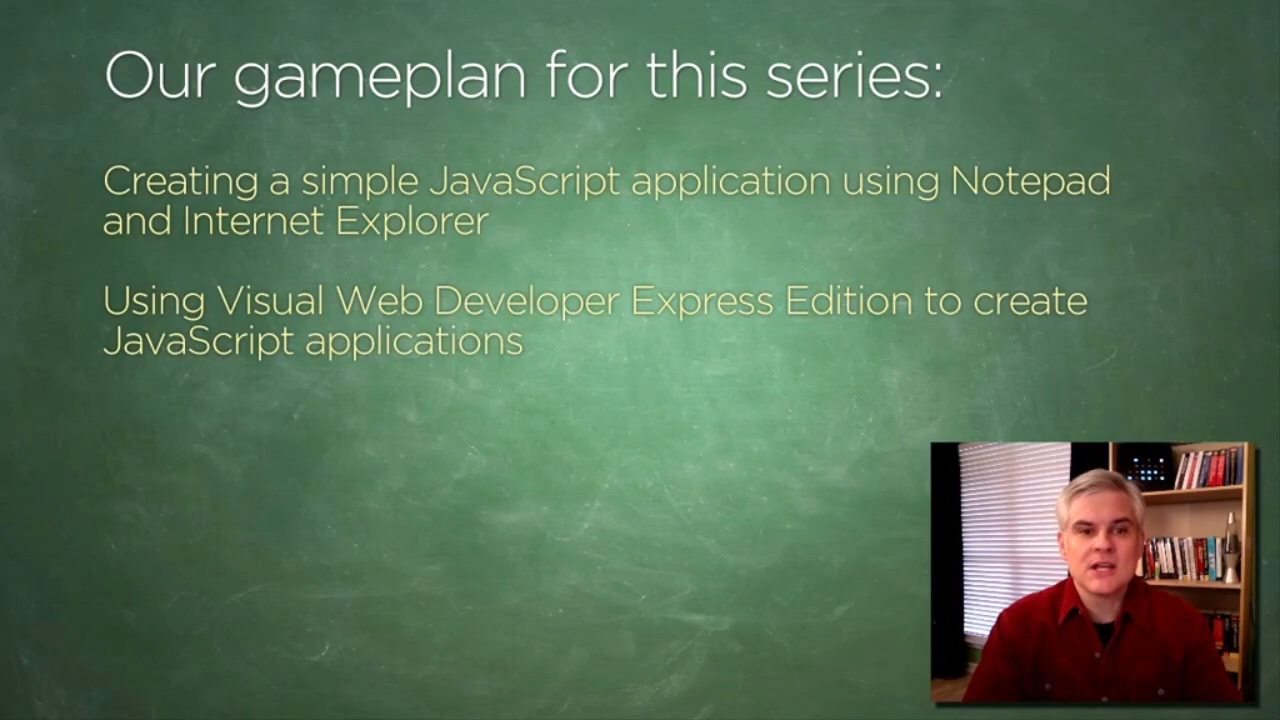 Our gameplan for this series:
Creating a simple JavaScript application using Notepad
and Internet Explorer
Using Visual Web Developer Express Edition to create
JavaScript applications